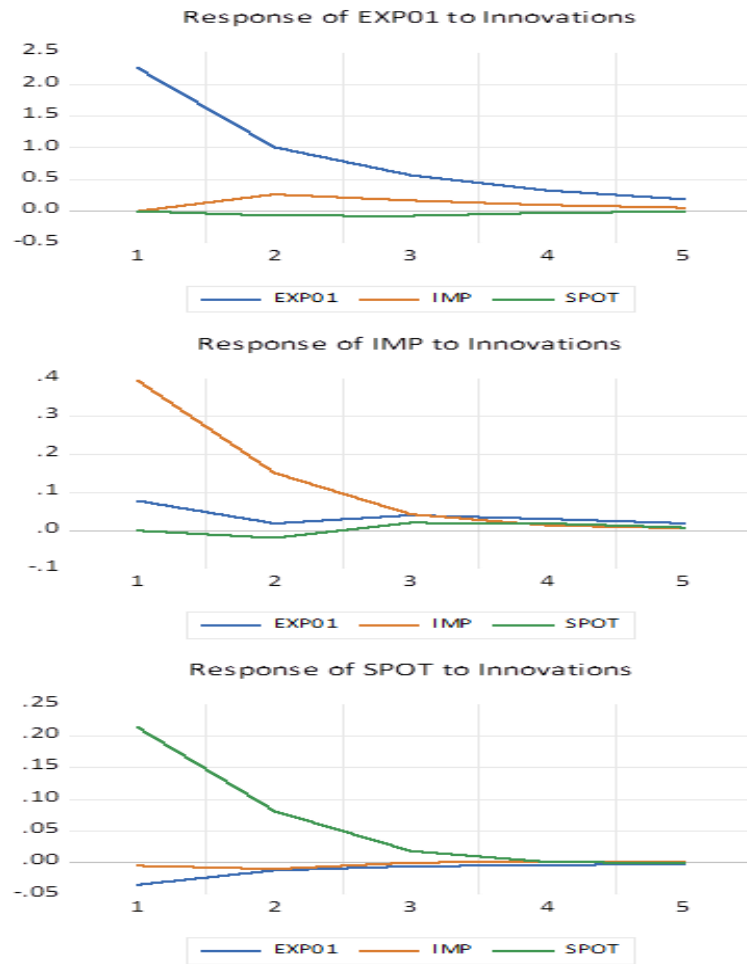 Response of EXP01 to Innovations
2.5
2.0
1.5
1.0
0.5
0.0
-0.5
1 2 3 4 5
EXP01 IMP SPOT
Response of IMP to Innovations
.4
.3
.2
.1
.0
-.1
1 2 3 4 5
EXP01 IMP SPOT
Response of SPOT to Innovations
.25
.20
.15
.10
.05
.00
-.05
1 2 3 4 5
EXP01 IMP SPOT